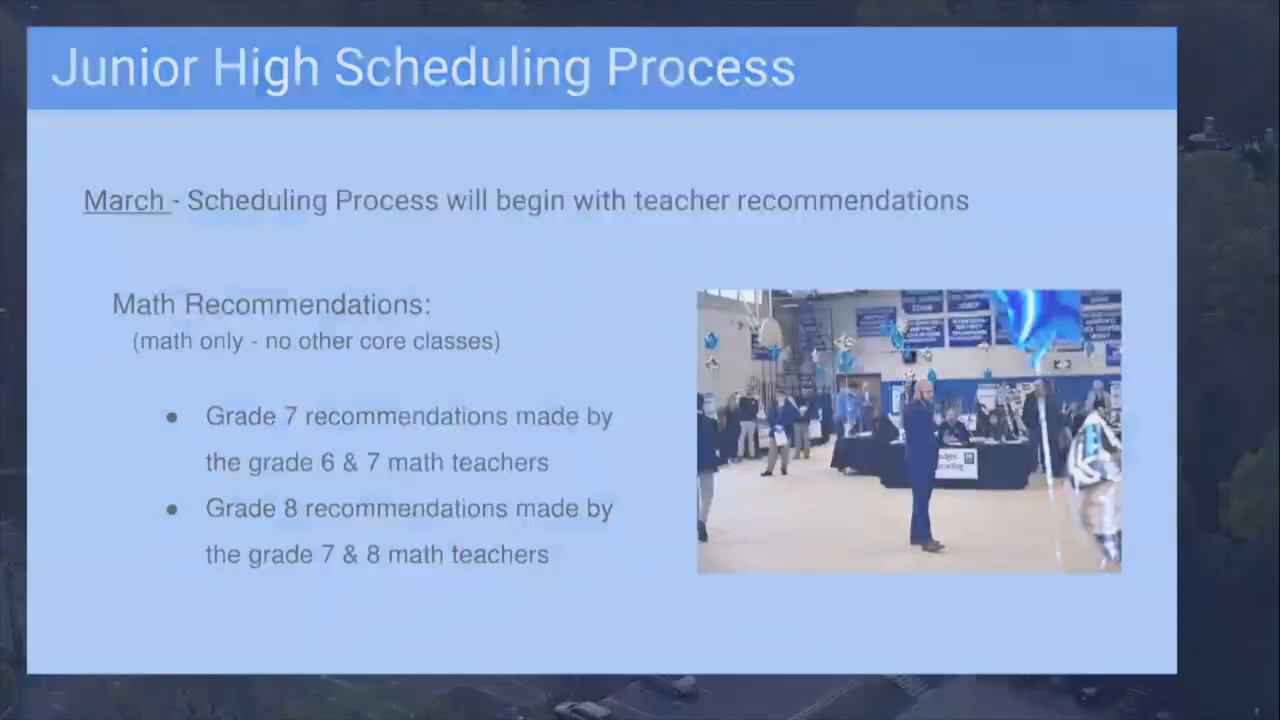 Junior High Scheduling Process
March - Scheduling Process will begin with teacher recommendations
Math Recommendations:
(math only - no other core classes)
● Grade 7 recommendations made by
the grade 6 & 7 math teachers
● Grade 8 recommendations made by
the grade 7 & 8 math teachers